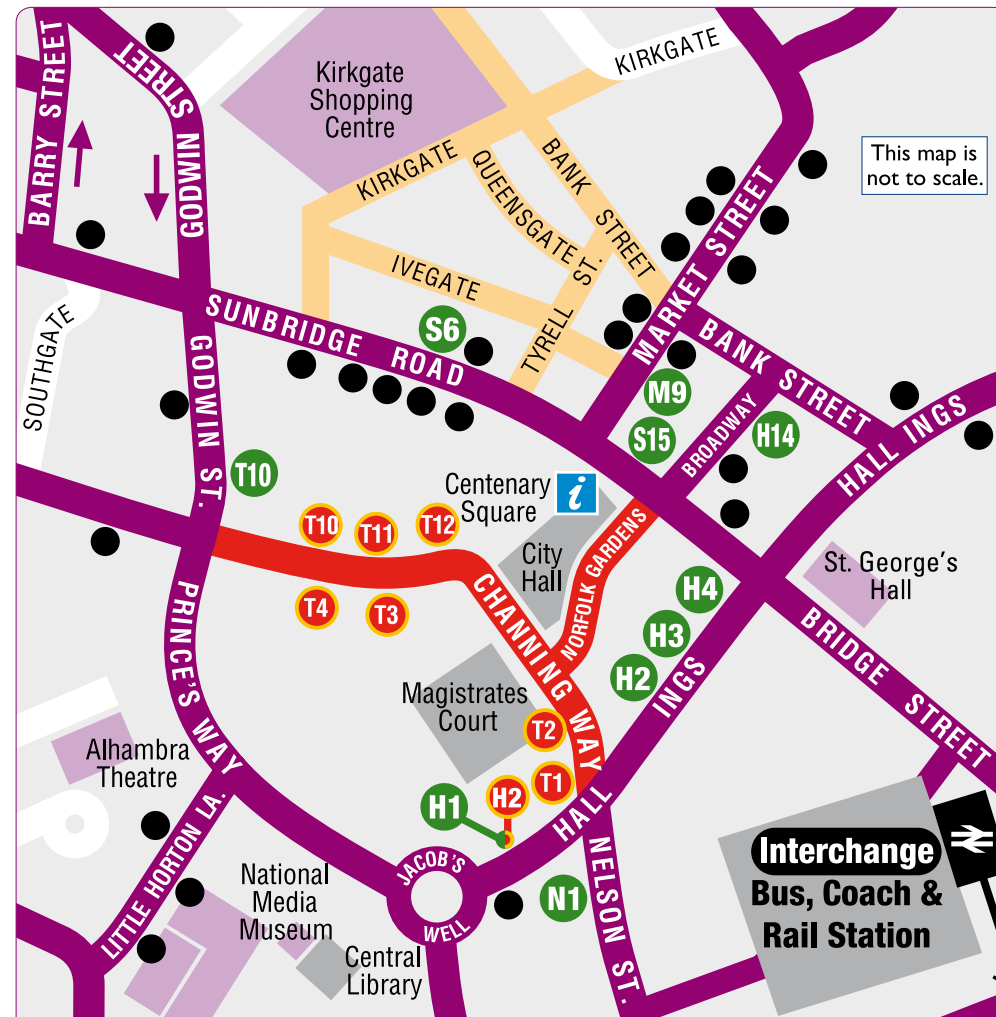 BARRY STREET
GODWIN STREET
Kirkgate
Shopping
Centre
KIRKGATE
KIRKGATE
BANK STREET
QUEENSGATE
This map is
not to scale.
IVEGATE
TYRELL ST.
MARKET STREET
SOUTHGATE
SUNBRIDGE ROAD
S6
BANK STREET
GODWIN ST.
M9
S15
BROADWAY
H14
HALL INGS
T10
Centenary
Square
i
T10
T11
T12
City
Hall
NORFOLK GARDENS
St. George's
Hall
T4
T3
CHANNING WAY
H4
H3
H2
BRIDGE STREET
PRINCE'S WAY
Magistrates
Court
T2
T1
H2
H1
HALL INGS
Alhambra
Theatre
LITTLE HORTON LA.
JACOB'S
WELL
N1
NELSON ST.
National
Media
Museum
Central
Library
Interchange
Bus, Coach &
Rail Station